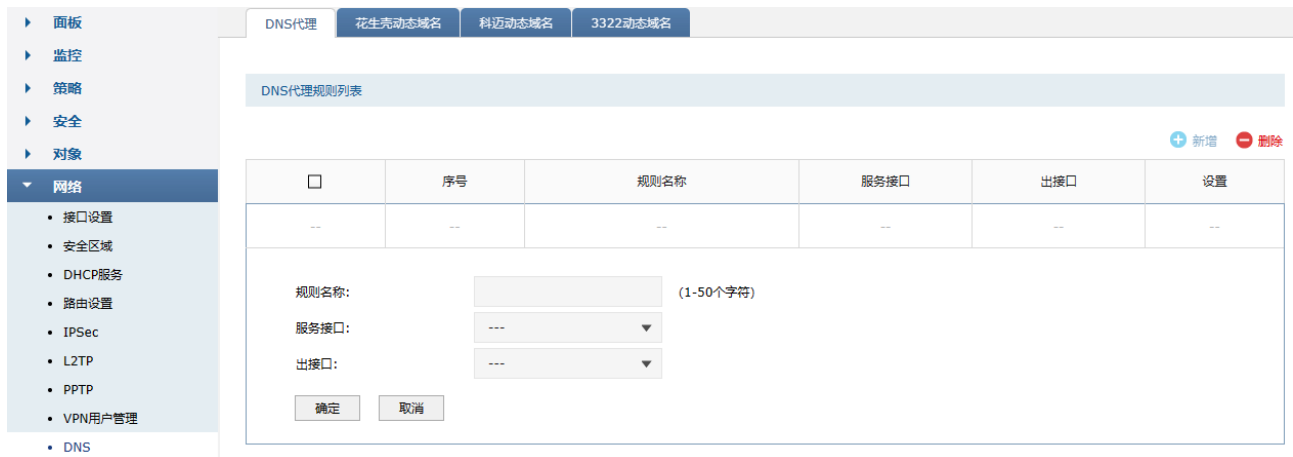 面板
监控
策略
安全
对象
网络
接口设置
安全区域
DHCP服务
路由设置
IPSec
L2TP
PPTP
VPN用户管理
DNS
DNS代理 花生壳动态域名 科迈动态域名 3322动态域名
DNS代理规则列表
新增 删除
序号 规则名称 服务接口 出接口 设置
-- -- -- -- -- --
规则名称: (1-50个字符)
服务接口: ---
出接口: ---
确定 取消